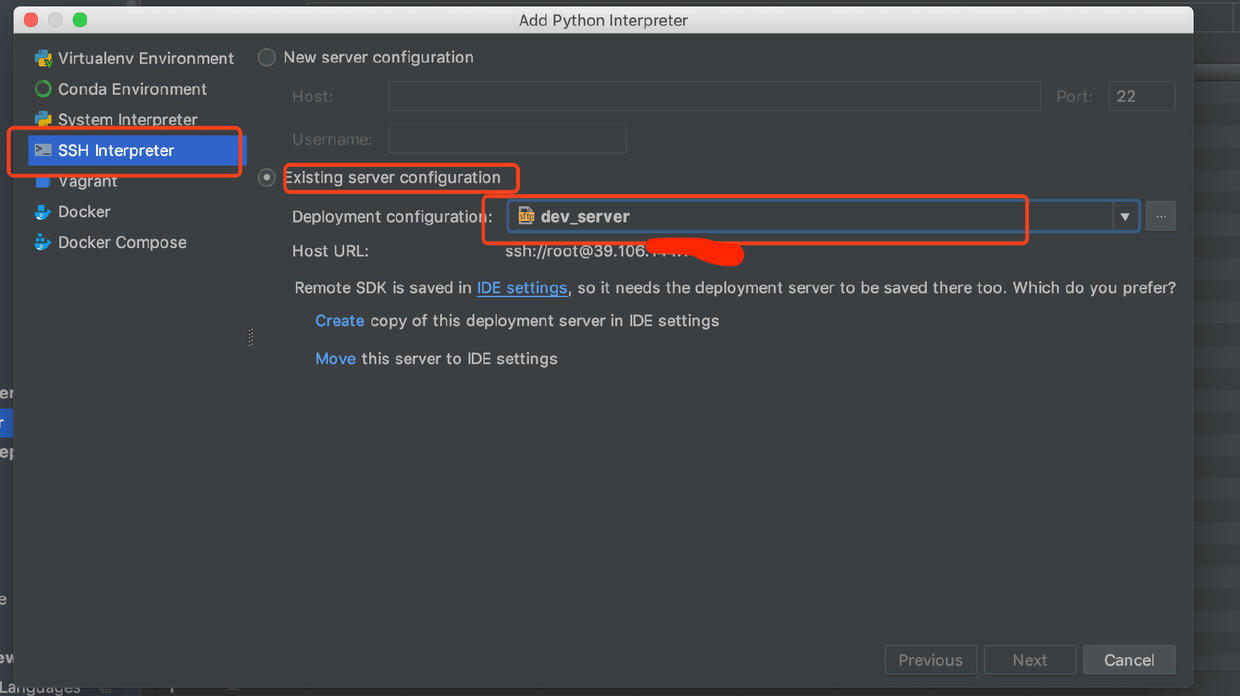 Add Python Interpreter
Virtualenv Environment
Conda Environment
System Interpreter
SSH Interpreter
Vagrant
Docker
Docker Compose
New server configuration
Host:
Port: 22
Username:
Existing server configuration
Deployment configuration: dev_server
Host URL: ssh://root@39.106.
Remote SDK is saved in IDE settings, so it needs the deployment server to be saved there too. Which do you prefer?
Create copy of this deployment server in IDE settings
Move this server to IDE settings
Previous Next Cancel
Languages